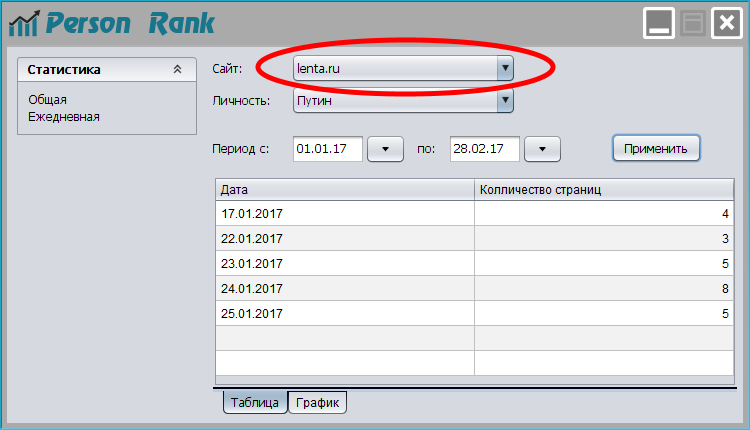 Person Rank
Статистика
Общая
Ежедневная
Сайт: lenta.ru
Личность: Путин
Период с: 01.01.17 по: 28.02.17 Применить
Дата Колличество страниц
17.01.2017 4
22.01.2017 3
23.01.2017 5
24.01.2017 8
25.01.2017 5
Таблица График